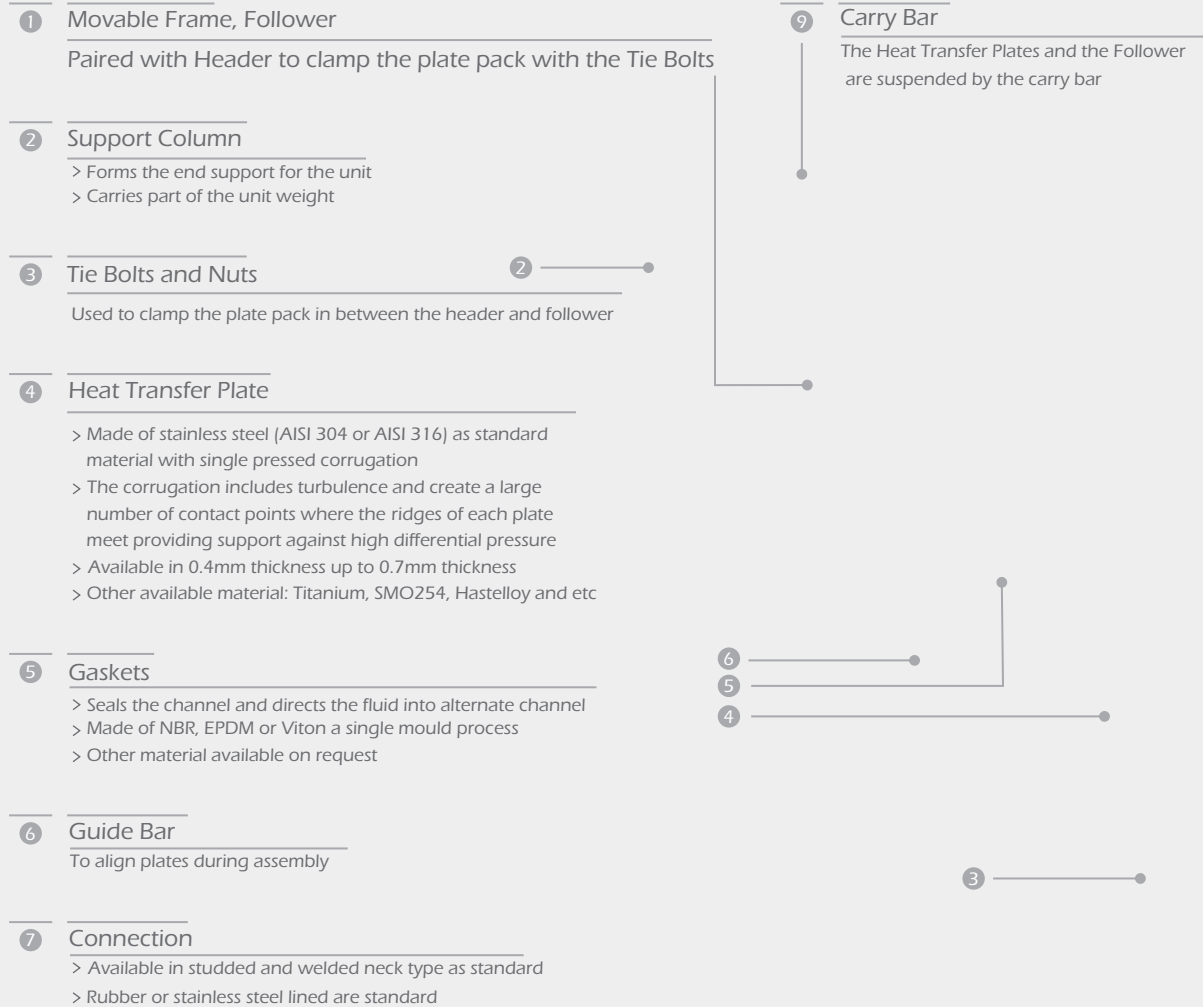 1 Movable Frame, Follower
Paired with Header to clamp the plate pack with the Tie Bolts
2 Support Column
> Forms the end support for the unit
> Carries part of the unit weight
3 Tie Bolts and Nuts
Used to clamp the plate pack in between the header and follower
4 Heat Transfer Plate
> Made of stainless steel (AISI 304 or AISI 316) as standard
material with single pressed corrugation
> The corrugation includes turbulence and create a large
number of contact points where the ridges of each plate
meet providing support against high differential pressure
> Available in 0.4mm thickness up to 0.7mm thickness
> Other available material: Titanium, SMO254, Hastelloy and etc
5 Gaskets
> Seals the channel and directs the fluid into alternate channel
> Made of NBR, EPDM or Viton a single mould process
> Other material available on request
6 Guide Bar
To align plates during assembly
7 Connection
> Available in studded and welded neck type as standard
> Rubber or stainless steel lined are standard
9 Carry Bar
The Heat Transfer Plates and the Follower
are suspended by the carry bar
2
6
5
4
3